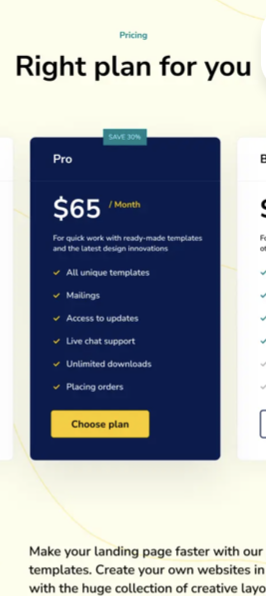 Pricing
Right plan for you
SAVE 30%
Pro
$65 / Month
For quick work with ready-made templates
and the latest design innovations
All unique templates
Mailings
Access to updates
Live chat support
Unlimited downloads
Placing orders
Choose plan
Make your landing page faster with our
templates. Create your own websites in
with the huge collection of creative layo